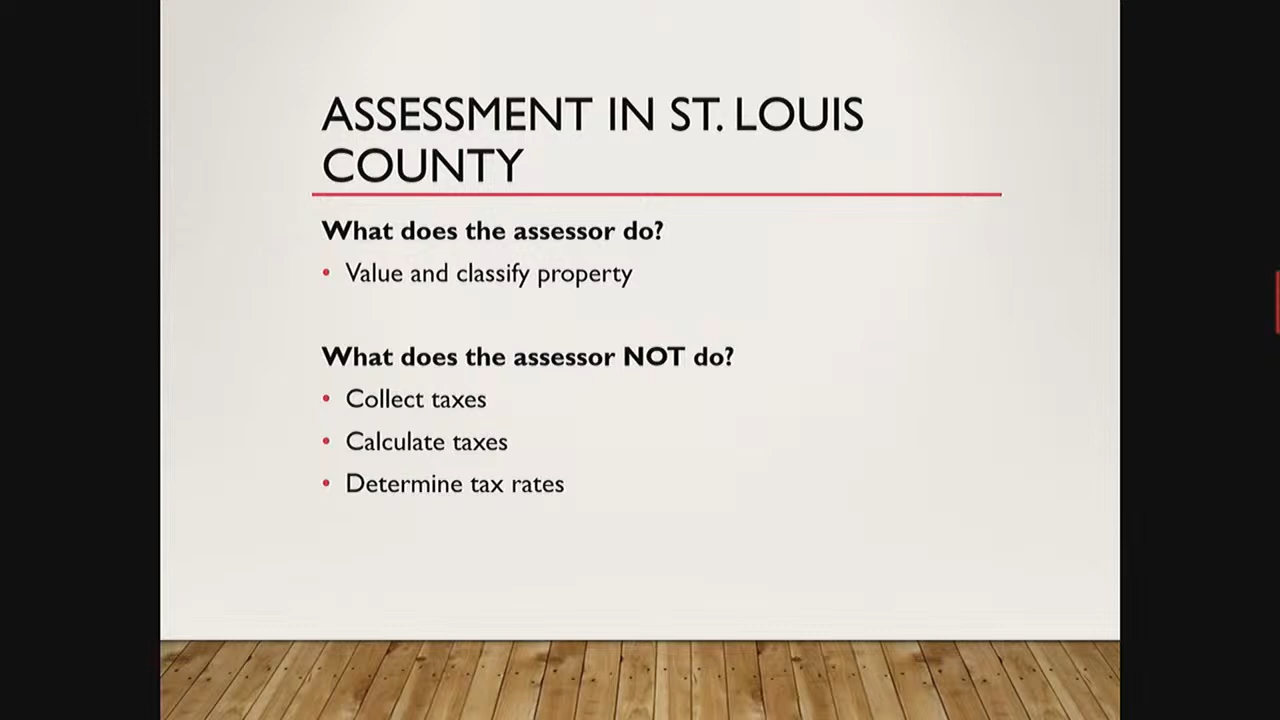 ASSESSMENT IN ST. LOUIS
COUNTY
What does the assessor do?
• Value and classify property
What does the assessor NOT do?
• Collect taxes
• Calculate taxes
• Determine tax rates